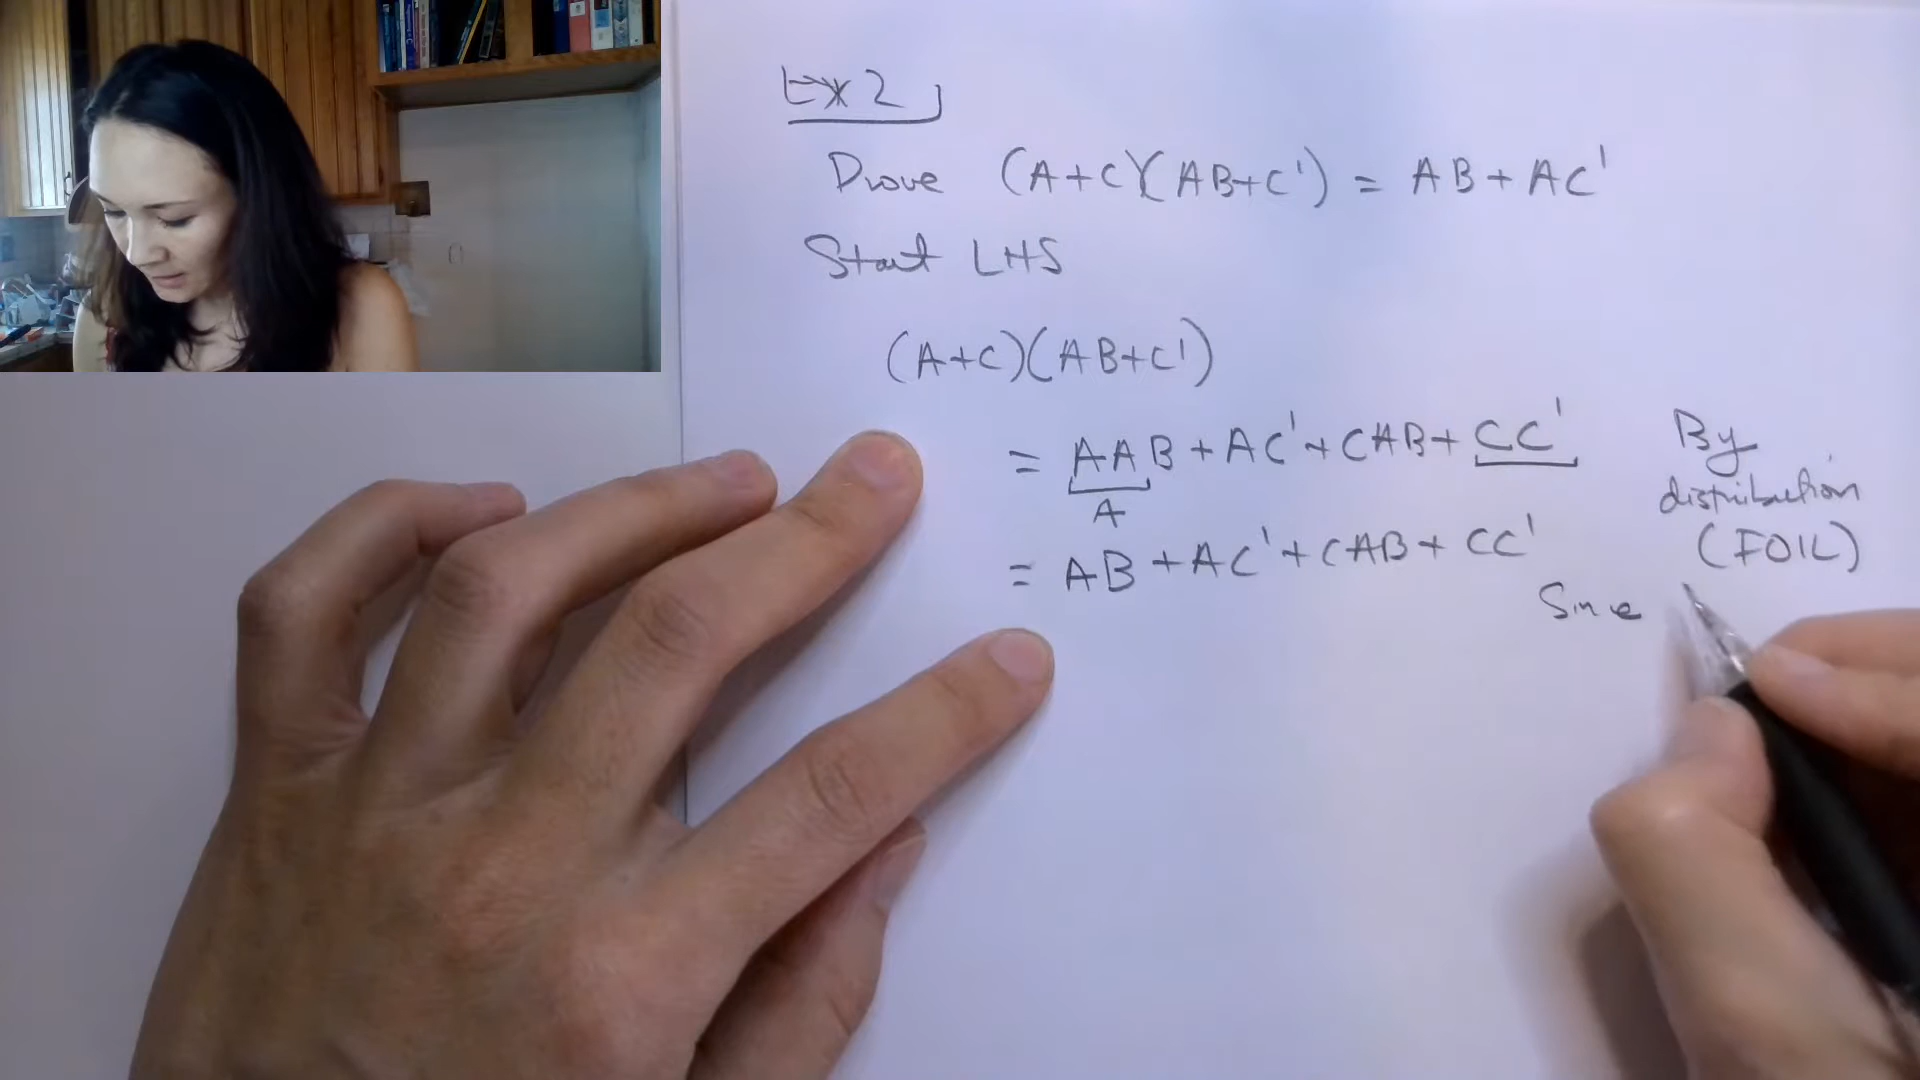 Ex 2
Prove (A+C)(AB+C') = AB + AC'
Start LHS
(A+C)(AB+C')
= AAB + AC' + CAB + CC'
A
= AB + AC' + CAB + CC'
By
distribution
(FOIL)
Since